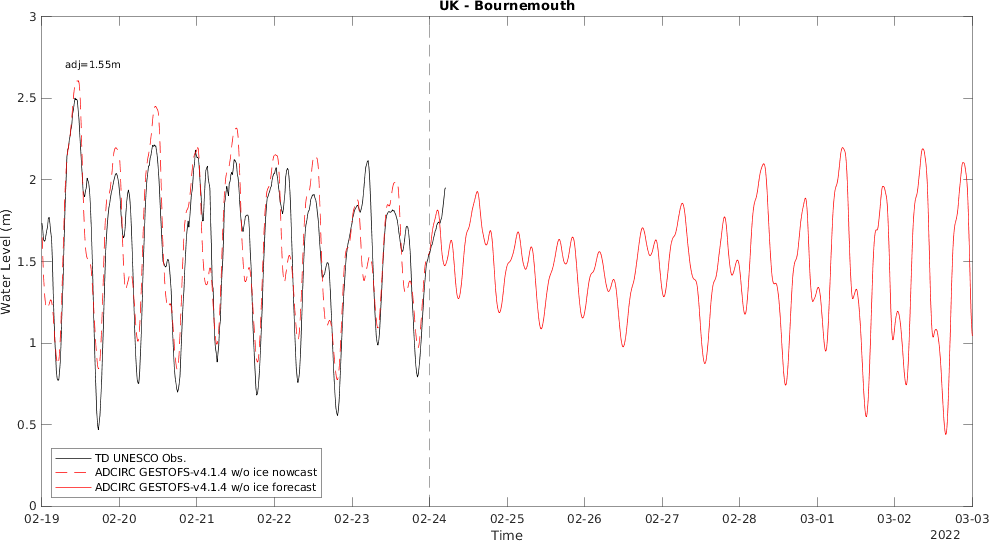 UK - Bournemouth
3
adj=1.55m
2.5
2
1.5
1
0.5
0
Water Level (m)
TD UNESCO Obs.
ADCIRC GESTOFS-v4.1.4 w/o ice nowcast
ADCIRC GESTOFS-v4.1.4 w/o ice forecast
02-19 02-20 02-21 02-22 02-23 02-24 02-25 02-26 02-27 02-28 03-01 03-02 03-03
Time
2022